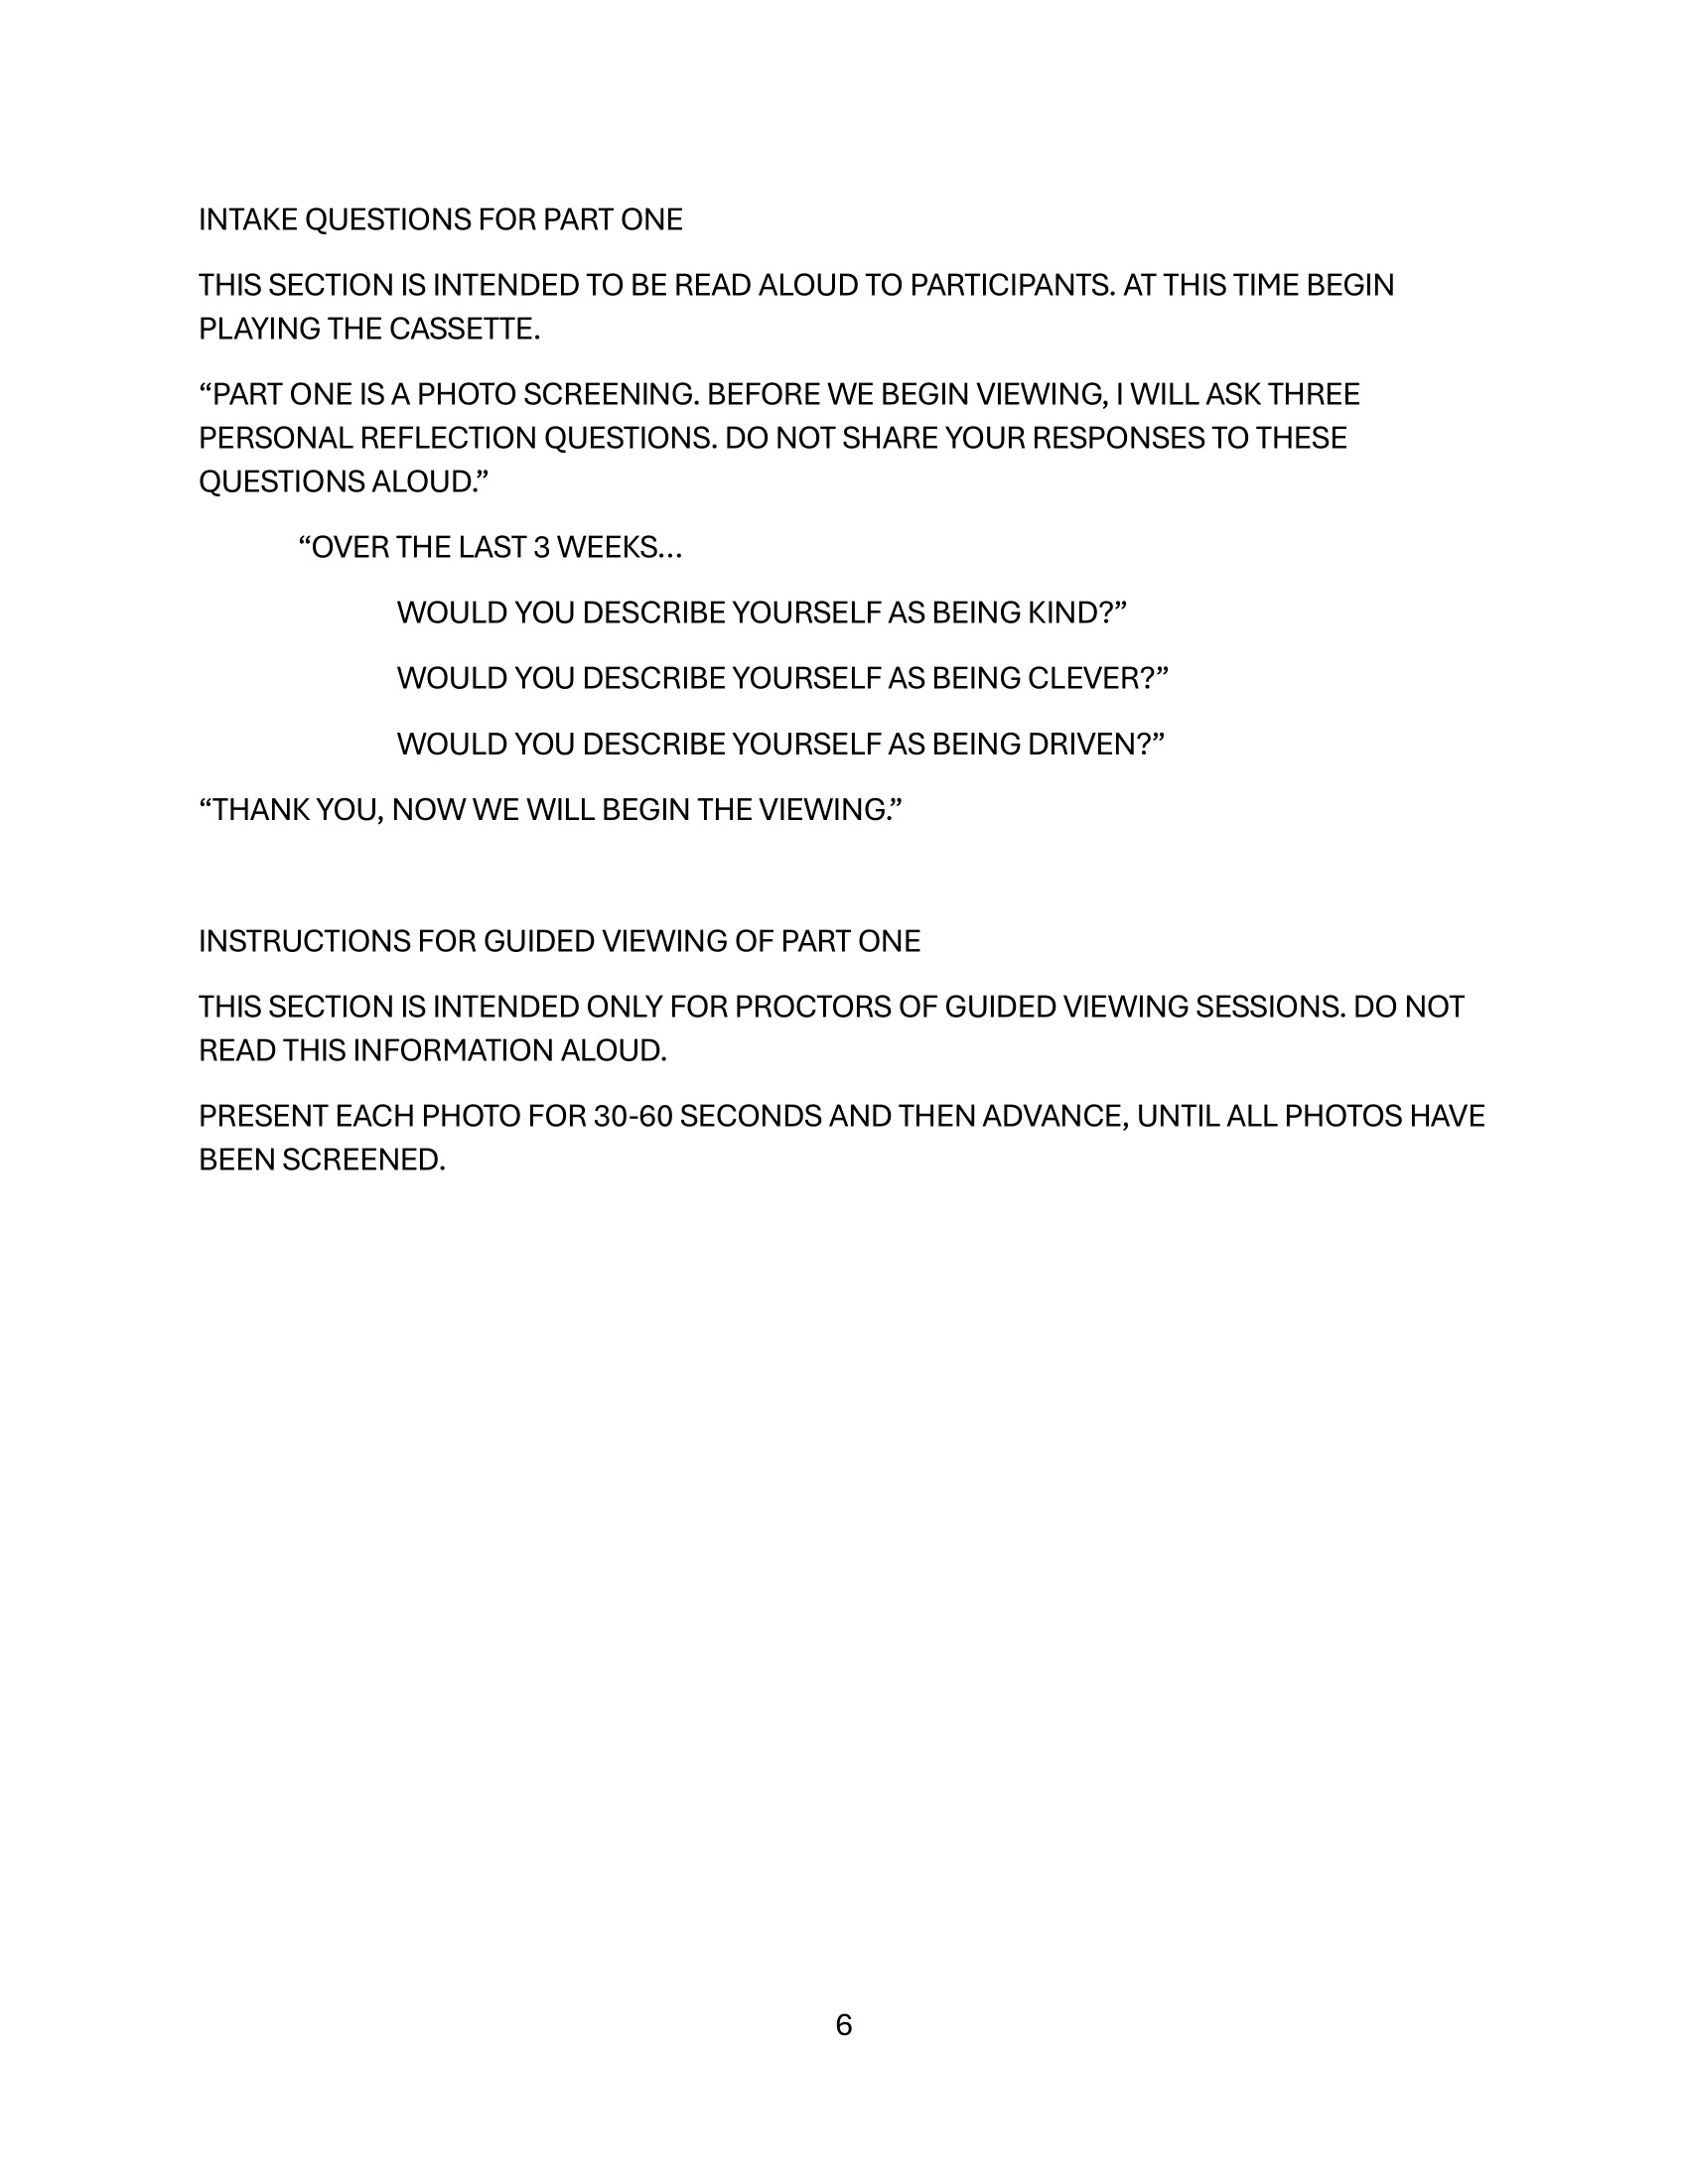 INTAKE QUESTIONS FOR PART ONE
THIS SECTION IS INTENDED TO BE READ ALOUD TO PARTICIPANTS. AT THIS TIME BEGIN
PLAYING THE CASSETTE.
“PART ONE IS A PHOTO SCREENING. BEFORE WE BEGIN VIEWING, I WILL ASK THREE
PERSONAL REFLECTION QUESTIONS. DO NOT SHARE YOUR RESPONSES TO THESE
QUESTIONS ALOUD.”
“OVER THE LAST 3 WEEKS…
WOULD YOU DESCRIBE YOURSELF AS BEING KIND?”
WOULD YOU DESCRIBE YOURSELF AS BEING CLEVER?”
WOULD YOU DESCRIBE YOURSELF AS BEING DRIVEN?”
“THANK YOU, NOW WE WILL BEGIN THE VIEWING.”
INSTRUCTIONS FOR GUIDED VIEWING OF PART ONE
THIS SECTION IS INTENDED ONLY FOR PROCTORS OF GUIDED VIEWING SESSIONS. DO NOT
READ THIS INFORMATION ALOUD.
PRESENT EACH PHOTO FOR 30-60 SECONDS AND THEN ADVANCE, UNTIL ALL PHOTOS HAVE
BEEN SCREENED.
6